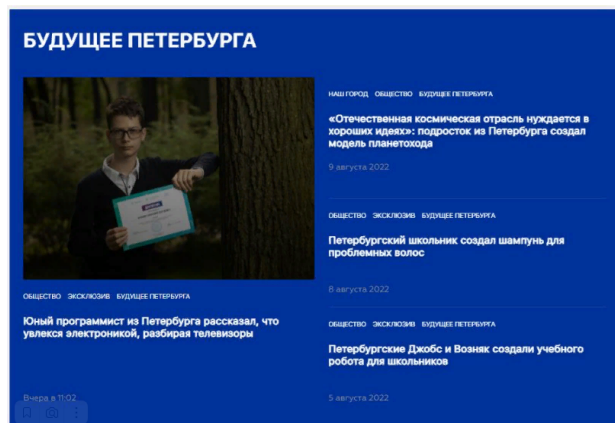 БУДУЩЕЕ ПЕТЕРБУРГА
ОБЩЕСТВО ЭКСКЛЮЗИВ БУДУЩЕЕ ПЕТЕРБУРГА
Юный программист из Петербурга рассказал, что
увлекся электроникой, разбирая телевизоры
Вчера в 11:02
НАШ ГОРОД ОБЩЕСТВО БУДУЩЕЕ ПЕТЕРБУРГА
«Отечественная космическая отрасль нуждается в
хороших идеях»: подросток из Петербурга создал
модель планетохода
9 августа 2022
ОБЩЕСТВО ЭКСКЛЮЗИВ БУДУЩЕЕ ПЕТЕРБУРГА
Петербургский школьник создал шампунь для
проблемных волос
8 августа 2022
ОБЩЕСТВО ЭКСКЛЮЗИВ БУДУЩЕЕ ПЕТЕРБУРГА
Петербургские Джобс и Возняк создали учебного
робота для школьников
5 августа 2022